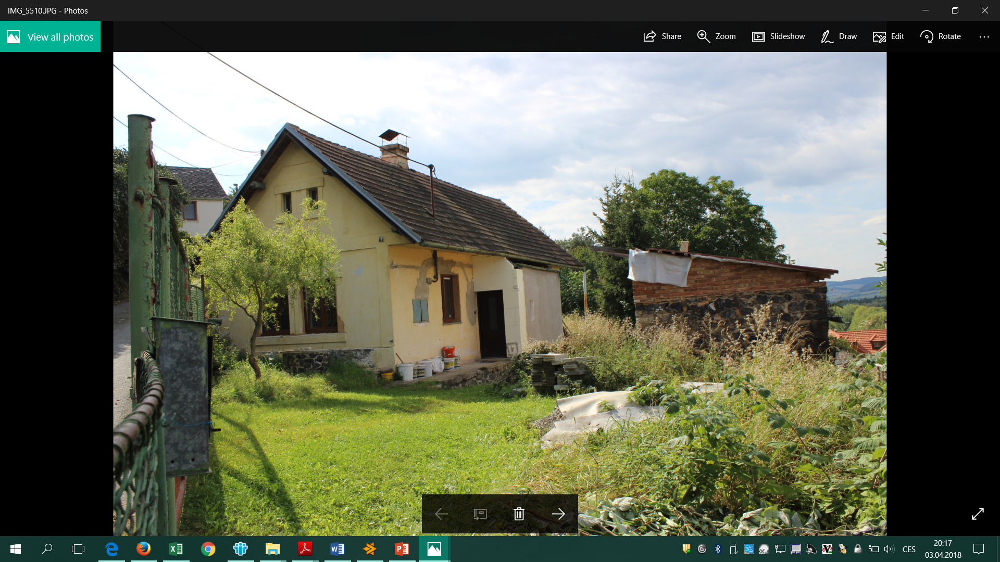 IMG_5510.JPG - Photos
View all photos
Share
Zoom
Slideshow
Draw
Edit
Rotate
CES
20:17
03.04.2018